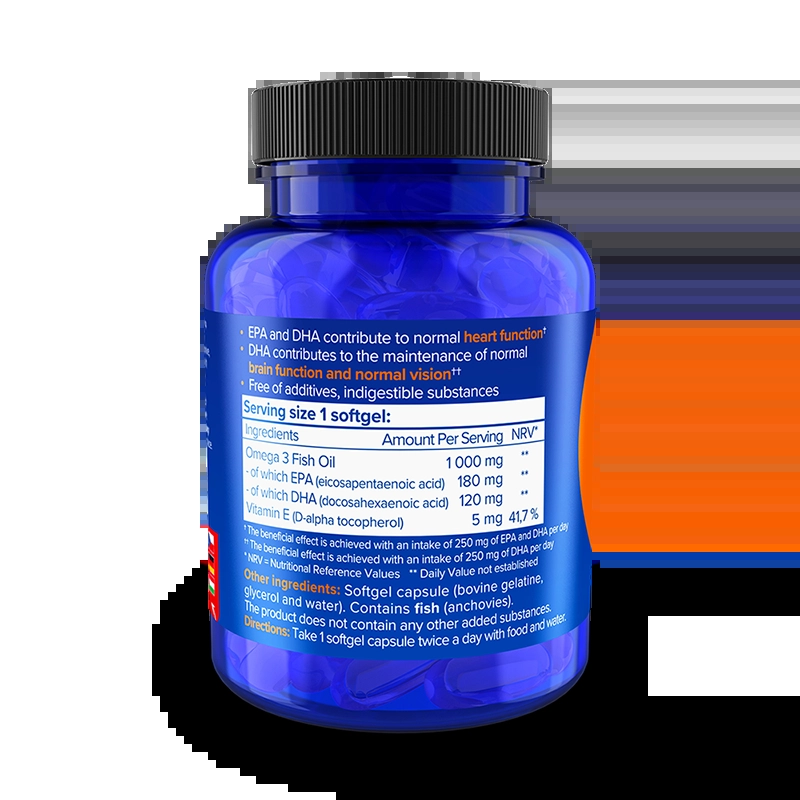 • EPA and DHA contribute to normal heart function†
• DHA contributes to the maintenance of normal
brain function and normal vision††
• Free of additives, indigestible substances
Serving size 1 softgel:
Ingredients Amount Per Serving NRV*
Omega 3 Fish Oil 1 000 mg **
- of which EPA (eicosapentaenoic acid) 180 mg **
- of which DHA (docosahexaenoic acid) 120 mg **
Vitamin E (D-alpha tocopherol) 5 mg 41,7 %
† The beneficial effect is achieved with an intake of 250 mg of EPA and DHA per day
†† The beneficial effect is achieved with an intake of 250 mg of DHA per day
* NRV = Nutritional Reference Values ** Daily Value not established
Other ingredients: Softgel capsule (bovine gelatine,
glycerol and water). Contains fish (anchovies).
The product does not contain any other added substances.
Directions: Take 1 softgel capsule twice a day with food and water.